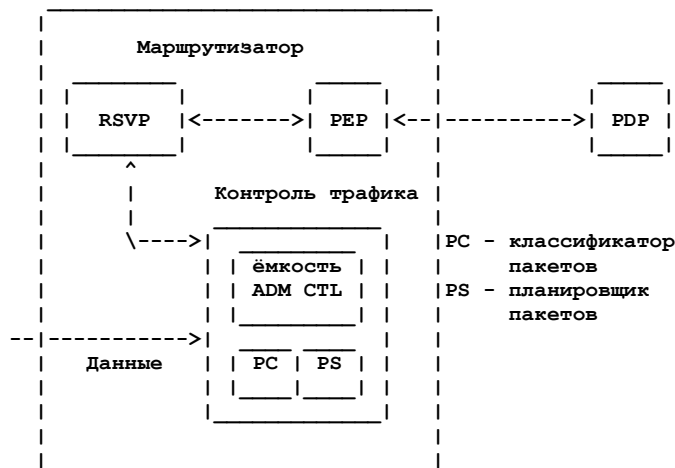 Маршрутизатор
RSVP PEP PDP
Контроль трафика
ёмкость PC - классификатор
пакетов
ADM CTL PS - планировщик
пакетов
Данные PC PS